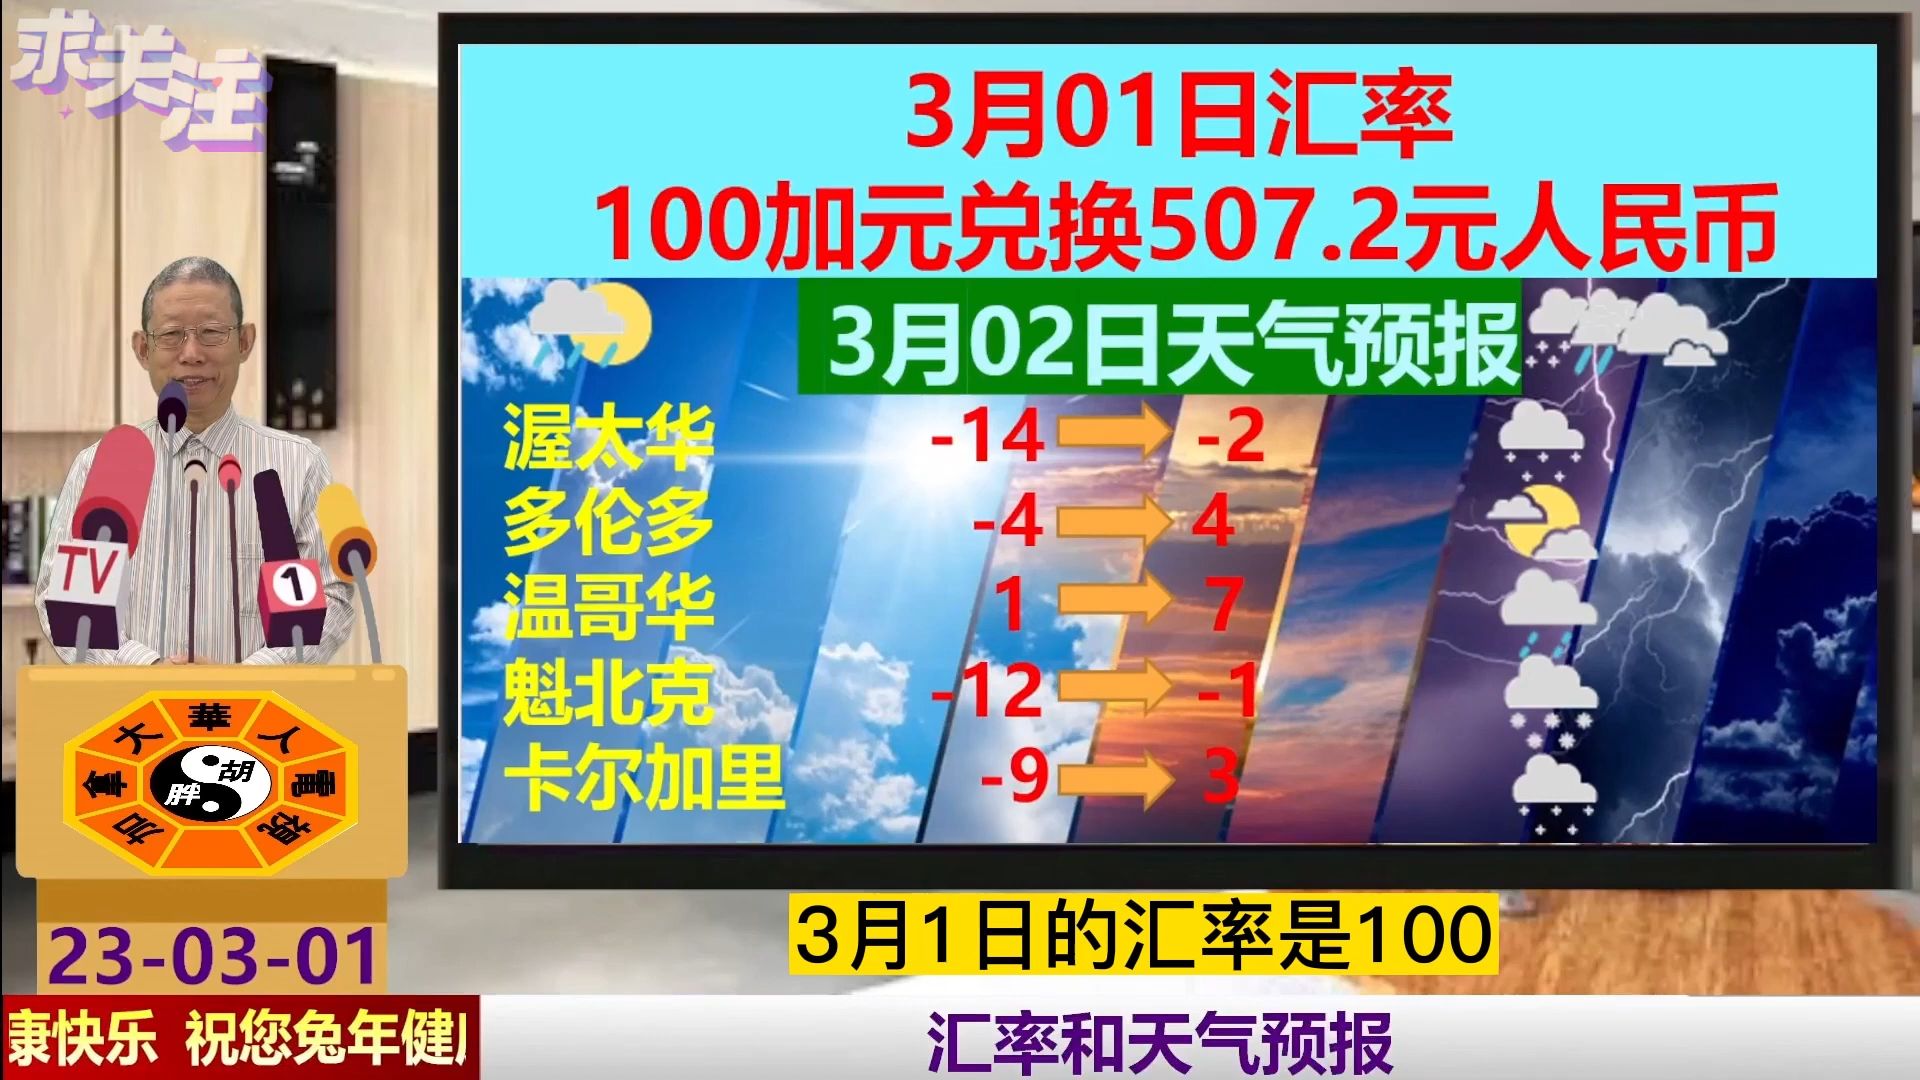 求关注
3月01日汇率
100加元兑换507.2元人民币
3月02日天气预报
渥太华 -14 -2
多伦多 -4 4
温哥华 1 7
魁北克 -12 -1
卡尔加里 -9 3
TV
1
加拿大華人電視
胡
胖
23-03-01
3月1日的汇率是100
康快乐 祝您兔年健
汇率和天气预报